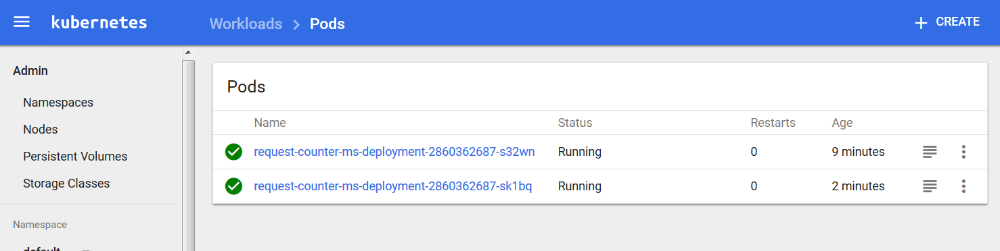 kubernetes
Workloads > Pods
+ CREATE
Admin
Namespaces
Nodes
Persistent Volumes
Storage Classes
Namespace
default
Pods
Name Status Restarts Age
request-counter-ms-deployment-2860362687-s32wn Running 0 9 minutes
request-counter-ms-deployment-2860362687-sk1bq Running 0 2 minutes